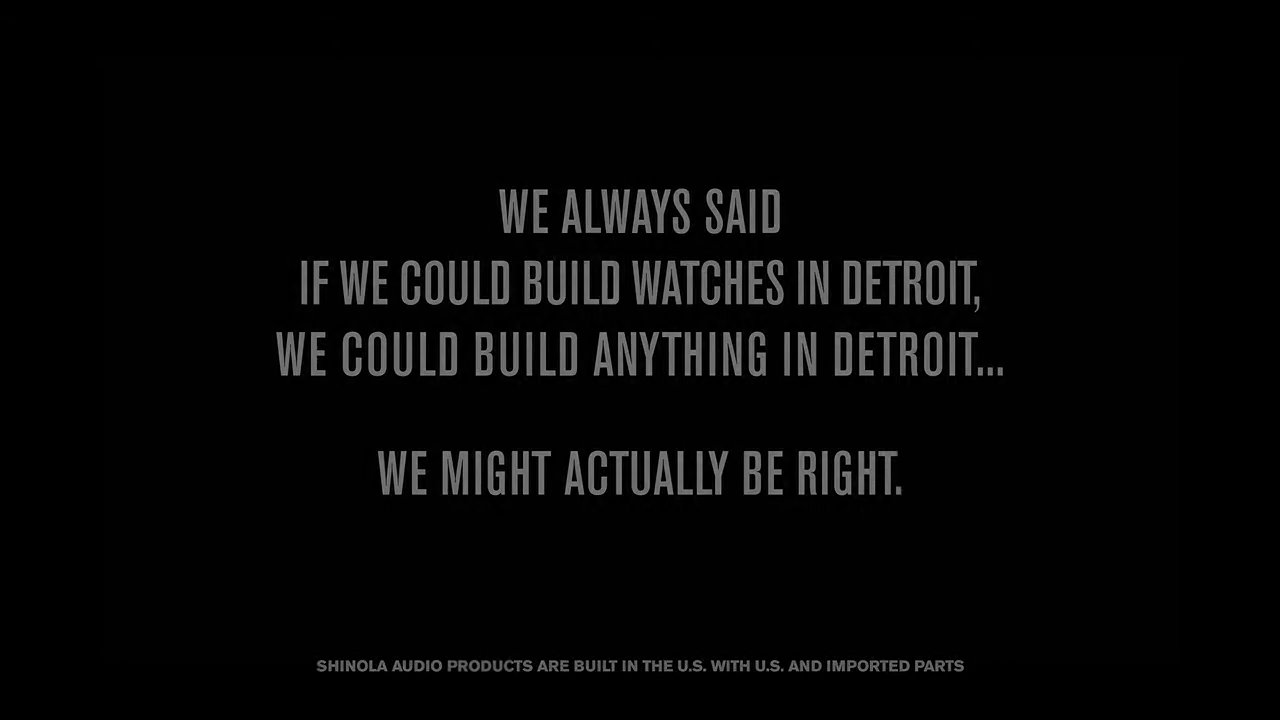 WE ALWAYS SAID
IF WE COULD BUILD WATCHES IN DETROIT,
WE COULD BUILD ANYTHING IN DETROIT...
WE MIGHT ACTUALLY BE RIGHT.
SHINOLA AUDIO PRODUCTS ARE BUILT IN THE U.S. WITH U.S. AND IMPORTED PARTS